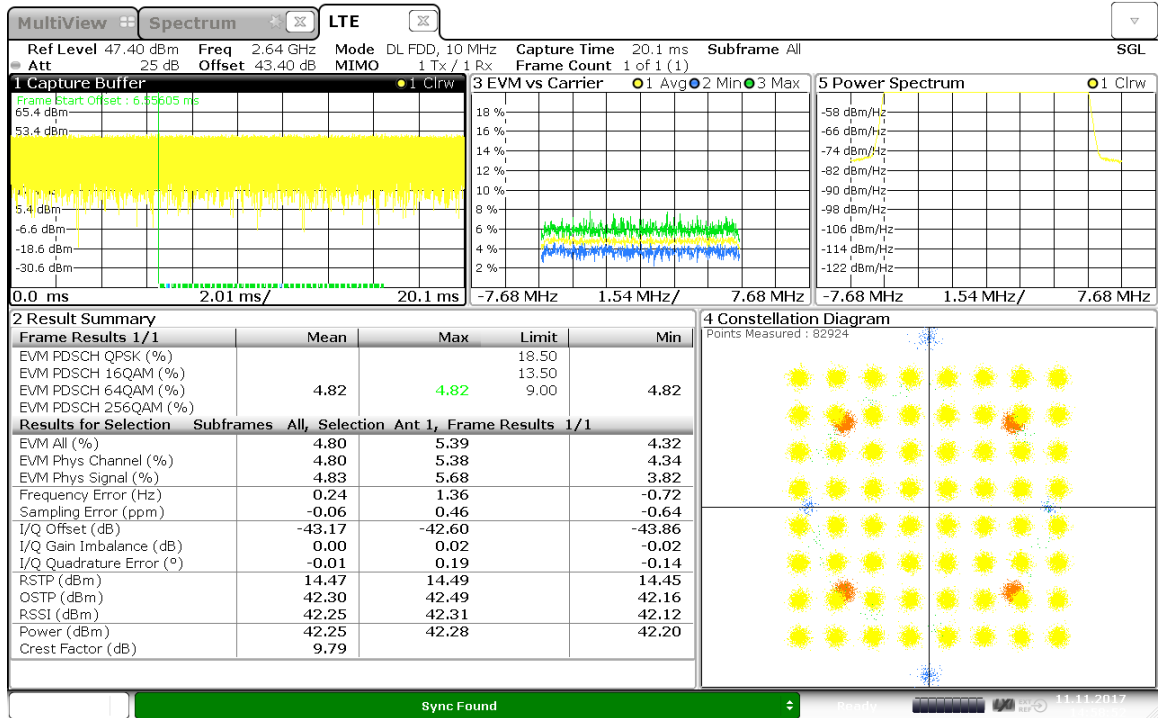 MultiView Spectrum LTE
Ref Level 47.40 dBm Freq 2.64 GHz Mode DL FDD, 10 MHz Capture Time 20.1 ms Subframe All SGL
Att 25 dB Offset 43.40 dB MIMO 1 Tx / 1 Rx Frame Count 1 of 1 (1)
1 Capture Buffer 1 Clrw
Frame Start Offset : 6.55605 ms
65.4 dBm
53.4 dBm
5.4 dBm
-6.6 dBm
-18.6 dBm
-30.6 dBm
0.0 ms 2.01 ms/ 20.1 ms
3 EVM vs Carrier 1 Avg 2 Min 3 Max
18 %
16 %
14 %
12 %
10 %
8 %
6 %
4 %
2 %
-7.68 MHz 1.54 MHz/ 7.68 MHz
5 Power Spectrum 1 Clrw
-58 dBm/Hz
-66 dBm/Hz
-74 dBm/Hz
-82 dBm/Hz
-90 dBm/Hz
-98 dBm/Hz
-106 dBm/Hz
-114 dBm/Hz
-122 dBm/Hz
-7.68 MHz 1.54 MHz/ 7.68 MHz
2 Result Summary
Frame Results 1/1 Mean Max Limit Min
EVM PDSCH QPSK (%) 18.50
EVM PDSCH 16QAM (%) 13.50
EVM PDSCH 64QAM (%) 4.82 4.82 9.00 4.82
EVM PDSCH 256QAM (%)
Results for Selection Subframes All, Selection Ant 1, Frame Results 1/1
EVM All (%) 4.80 5.39 4.32
EVM Phys Channel (%) 4.80 5.38 4.34
EVM Phys Signal (%) 4.83 5.68 3.82
Frequency Error (Hz) 0.24 1.36 -0.72
Sampling Error (ppm) -0.06 0.46 -0.64
I/Q Offset (dB) -43.17 -42.60 -43.86
I/Q Gain Imbalance (dB) 0.00 0.02 -0.02
I/Q Quadrature Error (º) -0.01 0.19 -0.14
RSTP (dBm) 14.47 14.49 14.45
OSTP (dBm) 42.30 42.49 42.16
RSSI (dBm) 42.25 42.31 42.12
Power (dBm) 42.25 42.28 42.20
Crest Factor (dB) 9.79
4 Constellation Diagram
Points Measured : 82924
Sync Found Ready LXI 11.11.2017